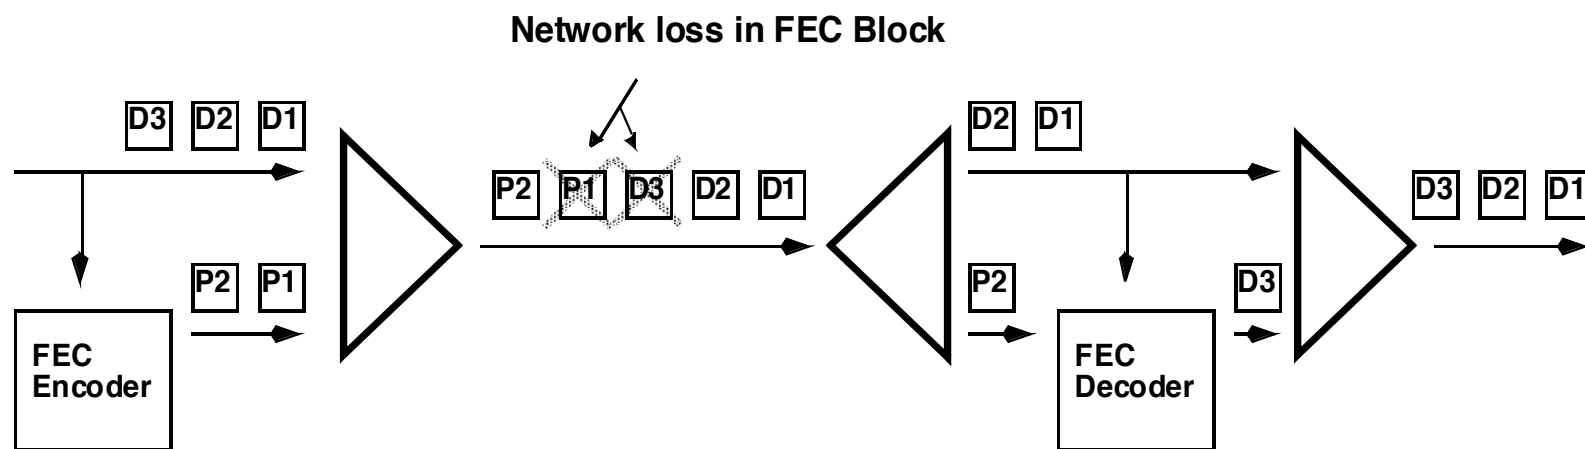 Network loss in FEC Block
D3 D2 D1
D2 D1
P2 P1 D3 D2 D1
D3 D2 D1
P2 P1
P2
D3
FEC
Encoder
FEC
Decoder